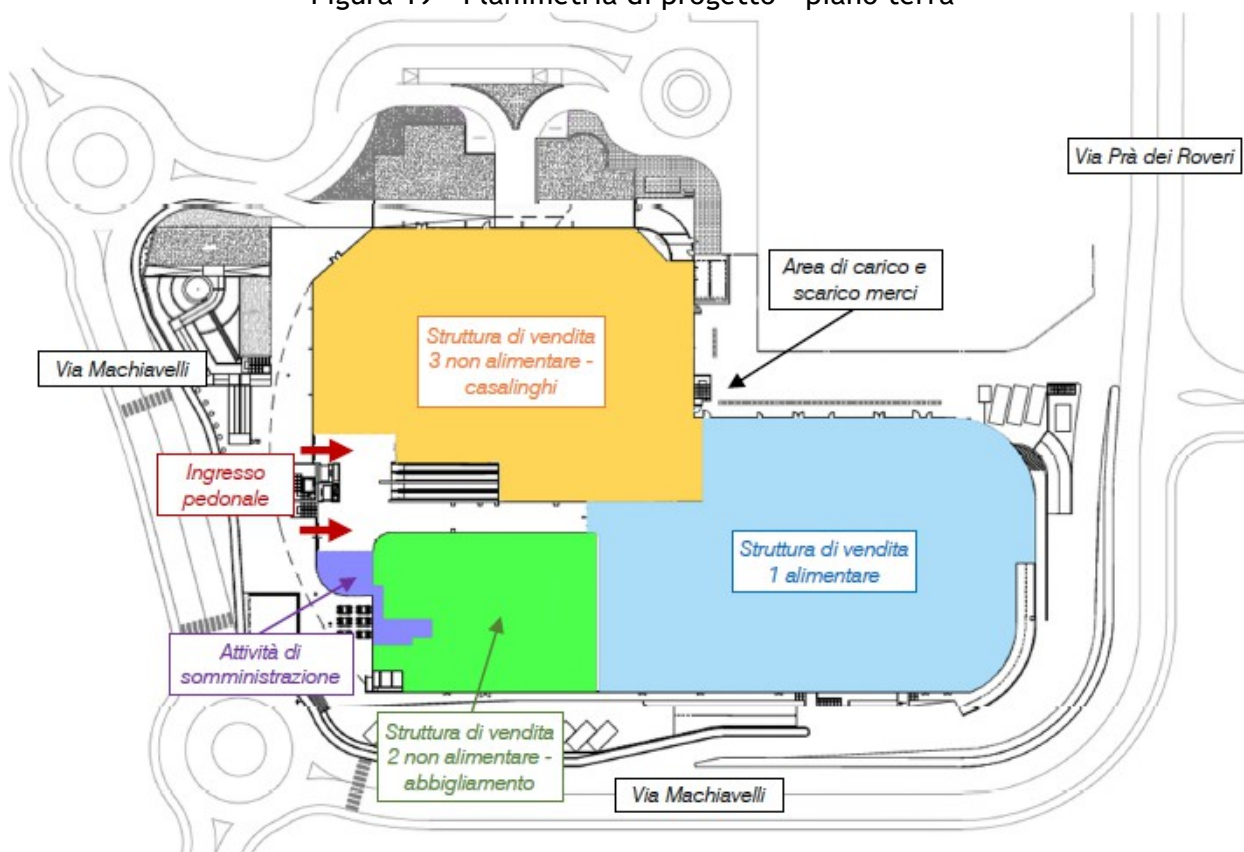 Figura 19 - Planimetria di progetto - piano terra
Via Prà dei Roveri
Area di carico e
scarico merci
Struttura di vendita
3 non alimentare -
casalinghi
Via Machiavelli
Ingresso
pedonale
Struttura di vendita
1 alimentare
Attività di
somministrazione
Struttura di vendita
2 non alimentare -
abbigliamento
Via Machiavelli